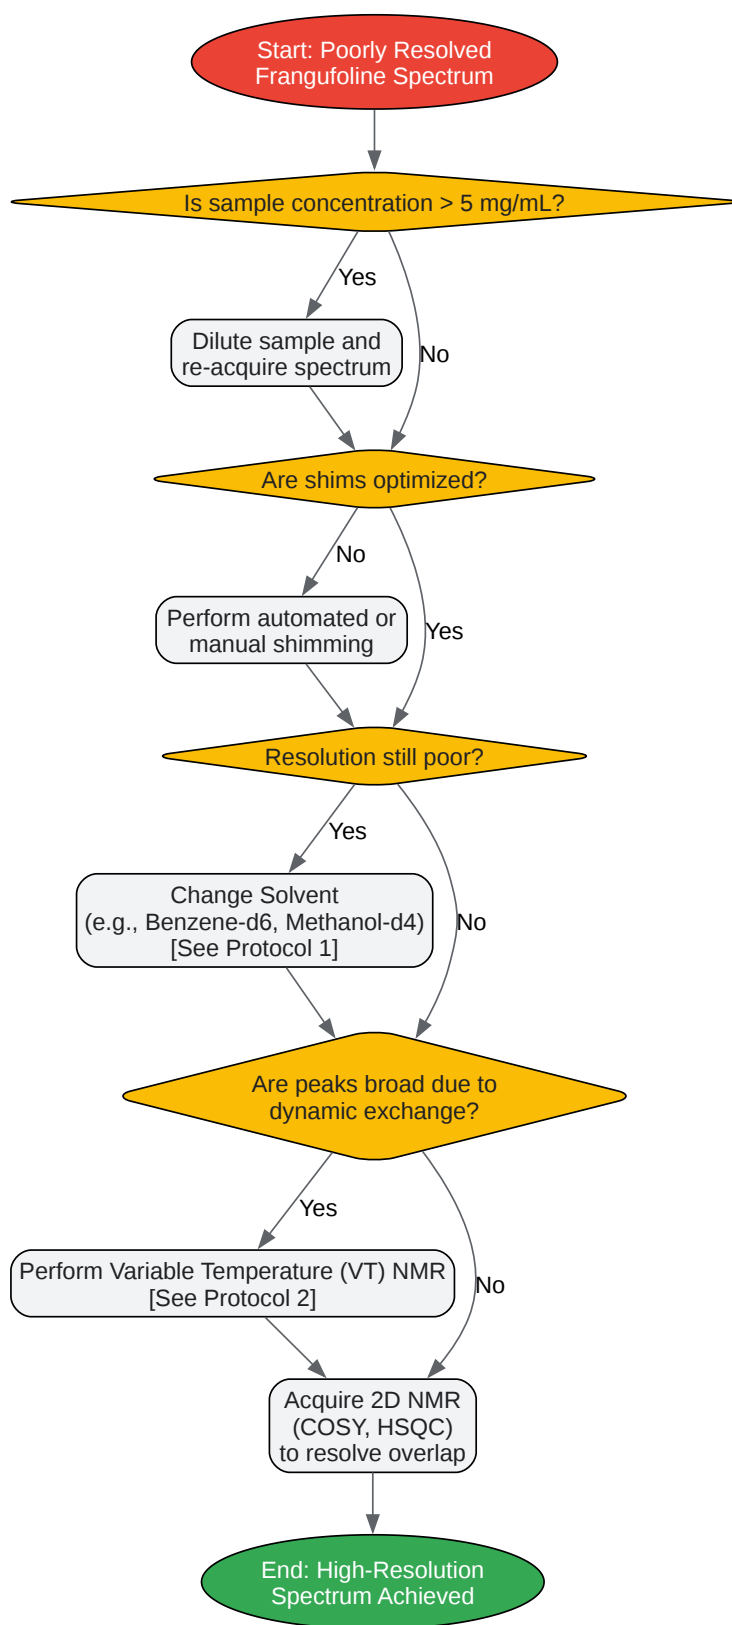 Start: Poorly Resolved
Frangufoline Spectrum
Is sample concentration > 5 mg/mL?
Yes
Dilute sample and
re-acquire spectrum
No
Are shims optimized?
No
Perform automated or
manual shimming
Yes
Resolution still poor?
Yes
Change Solvent
(e.g., Benzene-d6, Methanol-d4)
[See Protocol 1]
No
Are peaks broad due to
dynamic exchange?
Yes
Perform Variable Temperature (VT) NMR
[See Protocol 2]
No
Acquire 2D NMR
(COSY, HSQC)
to resolve overlap
End: High-Resolution
Spectrum Achieved